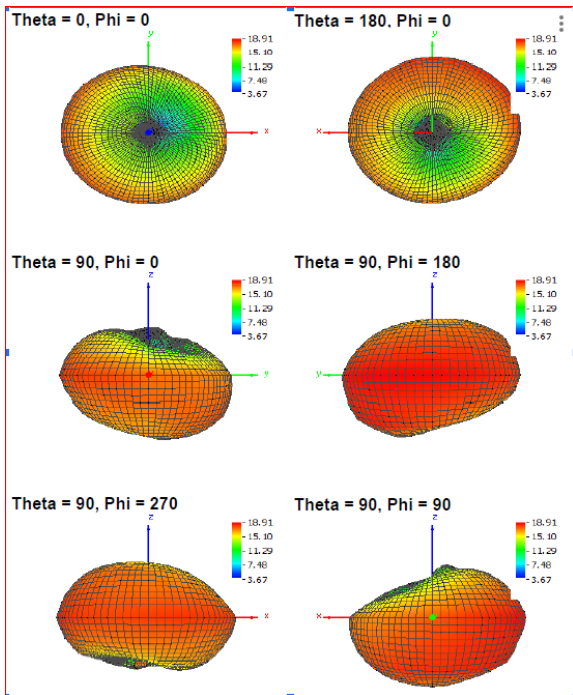 Theta = 0, Phi = 0
Theta = 180, Phi = 0
y
18.91
15.10
11.29
7.48
3.67
x
y
18.91
15.10
11.29
7.48
3.67
x
Theta = 90, Phi = 0
Theta = 90, Phi = 180
z
18.91
15.10
11.29
7.48
3.67
y
z
18.91
15.10
11.29
7.48
3.67
y
Theta = 90, Phi = 270
Theta = 90, Phi = 90
z
18.91
15.10
11.29
7.48
3.67
x
z
18.91
15.10
11.29
7.48
3.67
x